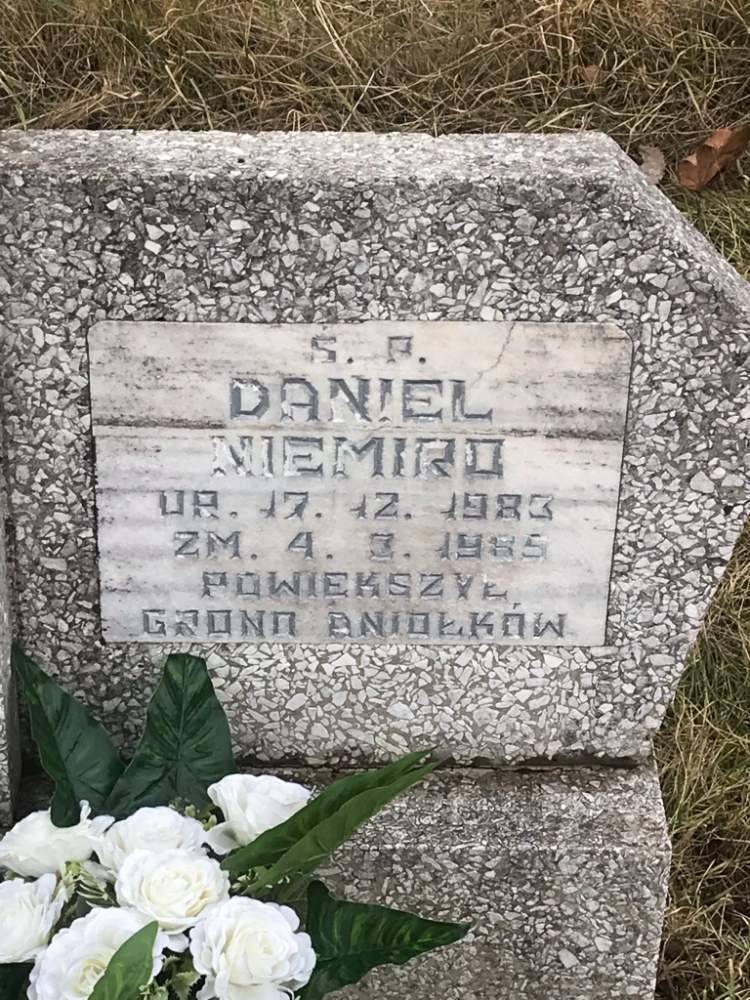 Ś. P.
DANIEL
NIEMIRO
UR. 17. 12. 1983
ZM. 4. 3. 1985
POWIĘKSZYŁ
GRONO ANIOŁKÓW